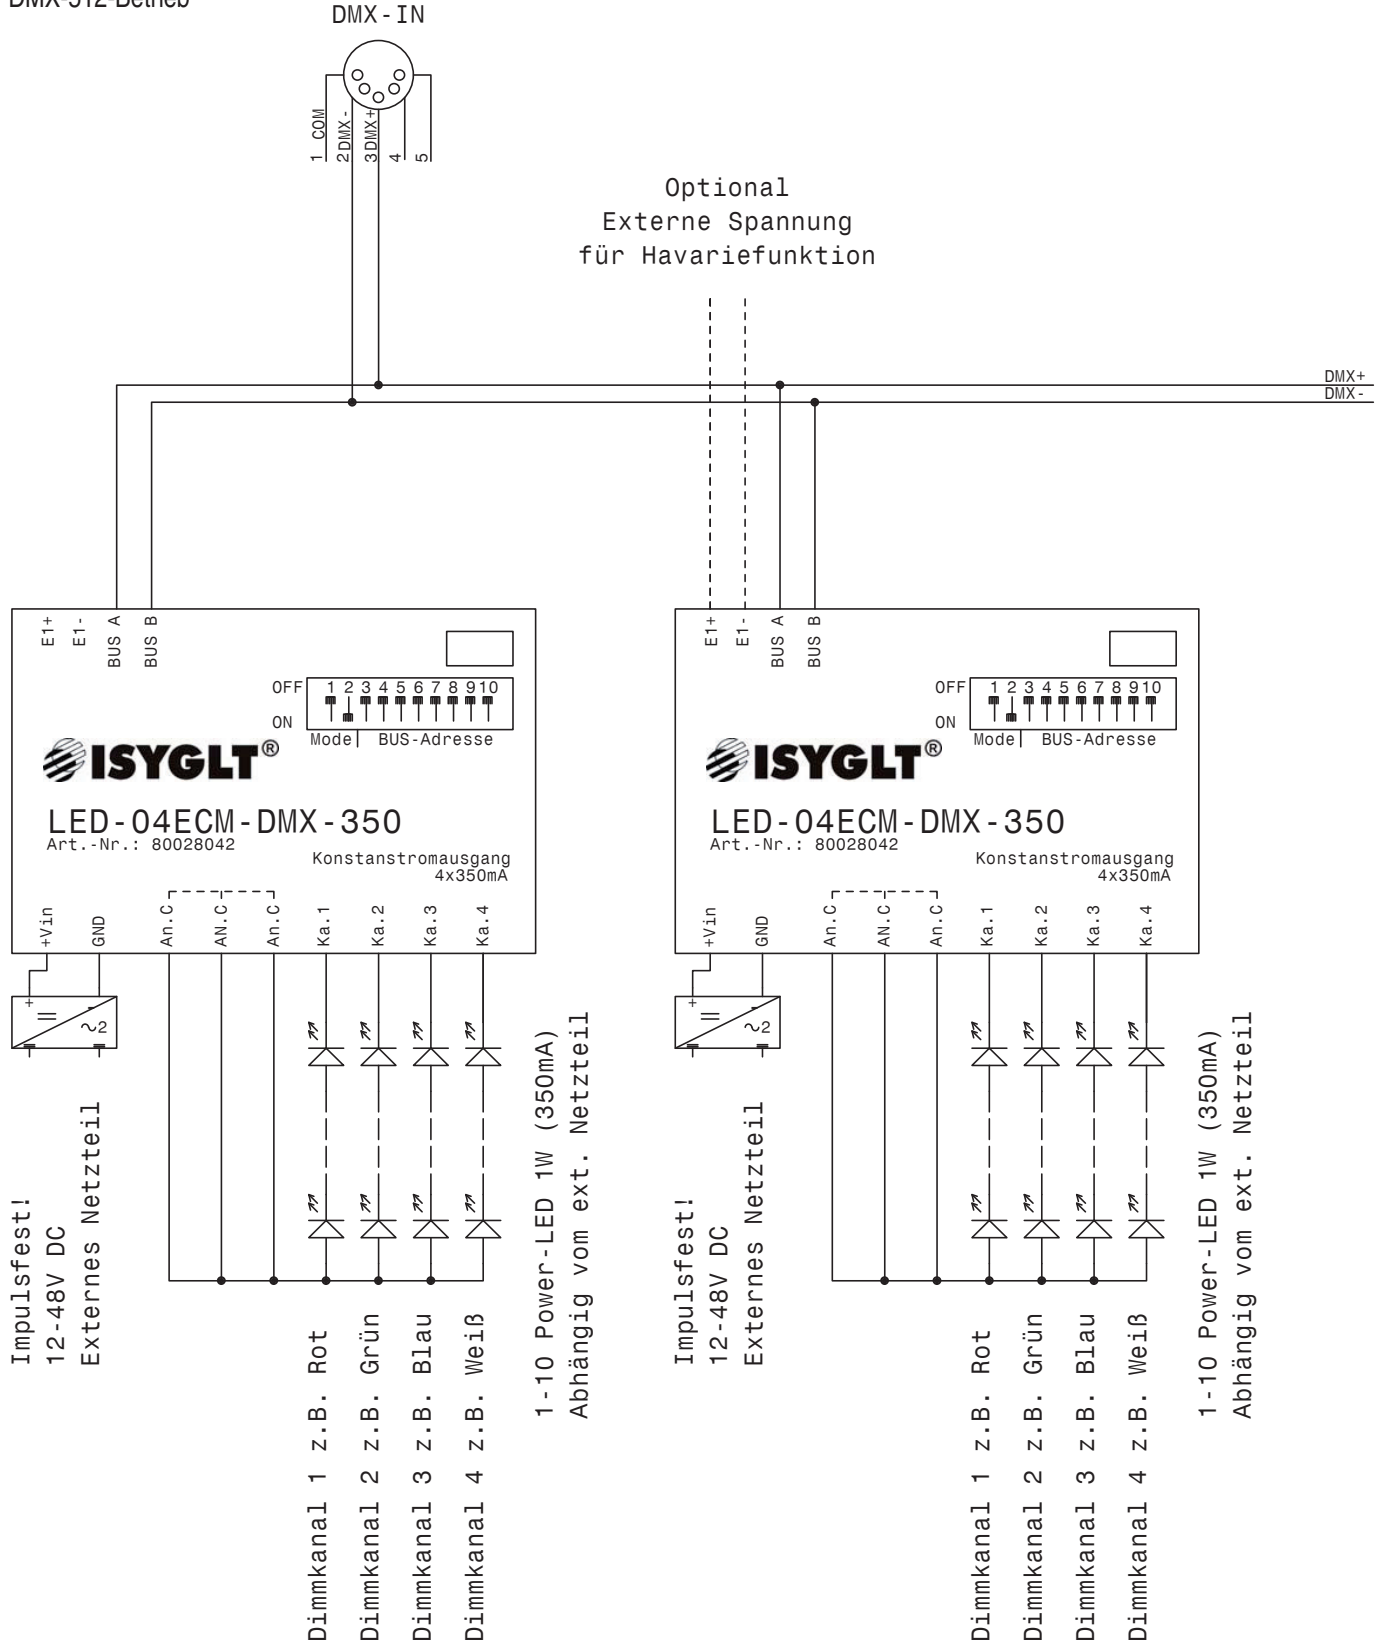 DMX-512-Betrieb
DMX-IN
1 COM
2DMX-
3DMX+
4
5
Optional
Externe Spannung
für Havariefunktion
DMX+
DMX-
E1+
E1-
BUS A
BUS B
OFF
1 2 3 4 5 6 7 8 9 10
ON
Mode
BUS-Adresse
ISYGLT®
LED-04ECM-DMX-350
Art.-Nr.: 80028042
Konstanstromausgang
4x350mA
+Vin
GND
An.C
AN.C
An.C
Ka.1
Ka.2
Ka.3
Ka.4
+
-
=
~2
Impulsfest!
12-48V DC
Externes Netzteil
Dimmkanal 1 z.B. Rot
Dimmkanal 2 z.B. Grün
Dimmkanal 3 z.B. Blau
Dimmkanal 4 z.B. Weiß
1-10 Power-LED 1W (350mA)
Abhängig vom ext. Netzteil
E1+
E1-
BUS A
BUS B
OFF
1 2 3 4 5 6 7 8 9 10
ON
Mode
BUS-Adresse
ISYGLT®
LED-04ECM-DMX-350
Art.-Nr.: 80028042
Konstanstromausgang
4x350mA
+Vin
GND
An.C
AN.C
An.C
Ka.1
Ka.2
Ka.3
Ka.4
+
-
=
~2
Impulsfest!
12-48V DC
Externes Netzteil
Dimmkanal 1 z.B. Rot
Dimmkanal 2 z.B. Grün
Dimmkanal 3 z.B. Blau
Dimmkanal 4 z.B. Weiß
1-10 Power-LED 1W (350mA)
Abhängig vom ext. Netzteil